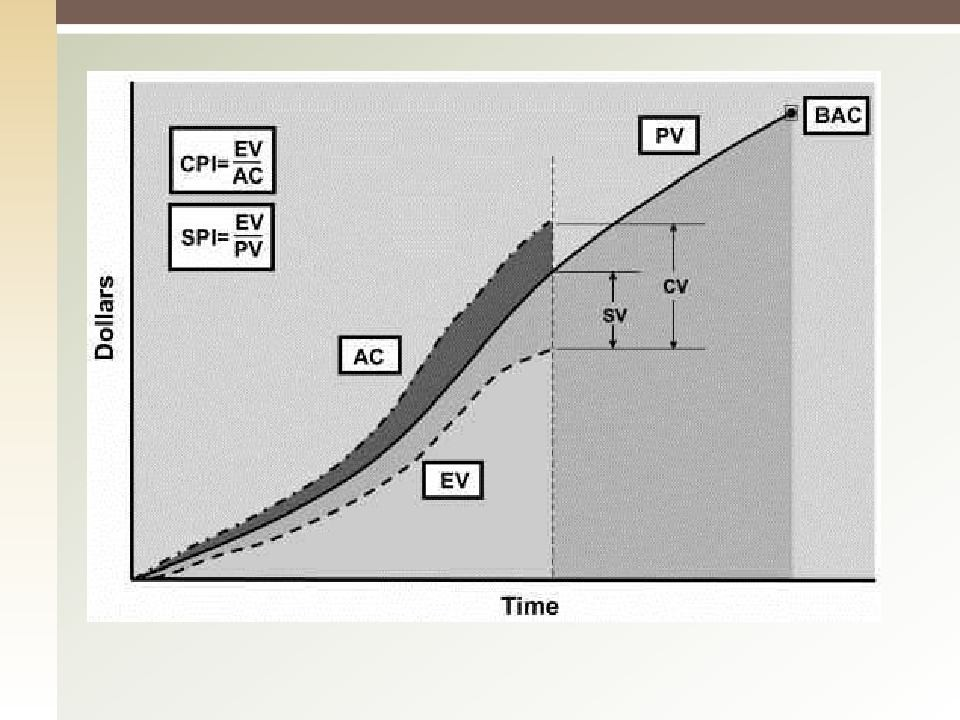 BAC
PV
CPI= EV
AC
SPI= EV
PV
CV
SV
AC
EV
Dollars
Time